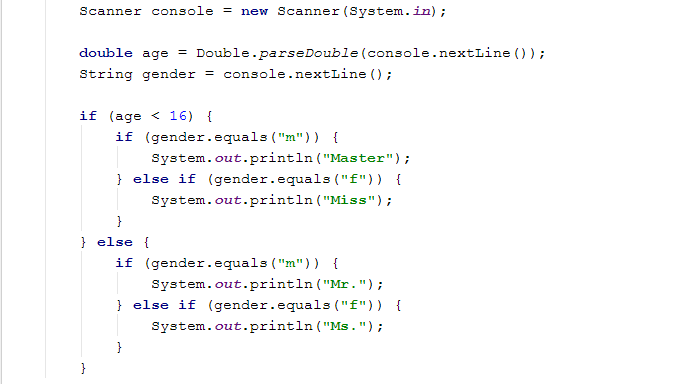 Scanner console = new Scanner(System.in);
double age = Double.parseDouble(console.nextLine());
String gender = console.nextLine();
if (age < 16) {
if (gender.equals("m")) {
System.out.println("Master");
} else if (gender.equals("f")) {
System.out.println("Miss");
}
} else {
if (gender.equals("m")) {
System.out.println("Mr.");
} else if (gender.equals("f")) {
System.out.println("Ms.");
}
}